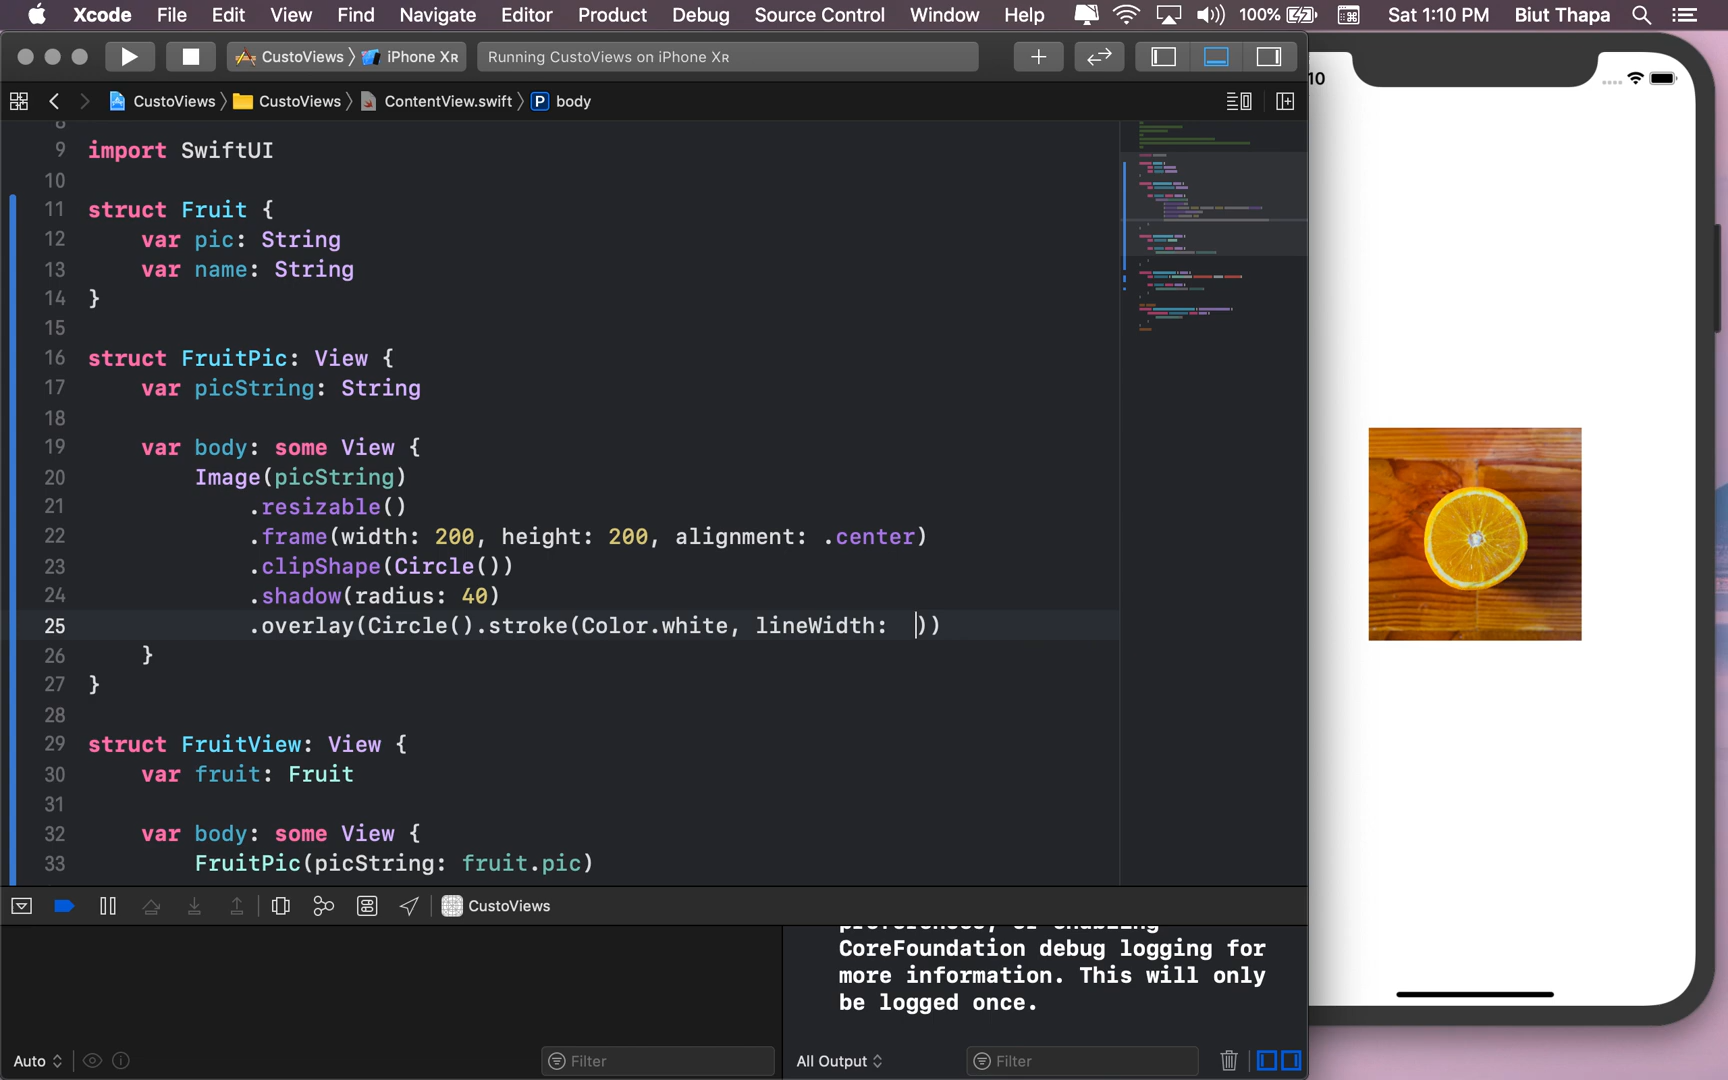 Xcode File Edit View Find Navigate Editor Product Debug Source Control Window Help 100% Sat 1:10 PM Biut Thapa
CustoViews iPhone XR Running CustoViews on iPhone XR
10
CustoViews CustoViews ContentView.swift P body
8
9 import SwiftUI
10
11 struct Fruit {
12 var pic: String
13 var name: String
14 }
15
16 struct FruitPic: View {
17 var picString: String
18
19 var body: some View {
20 Image(picString)
21 .resizable()
22 .frame(width: 200, height: 200, alignment: .center)
23 .clipShape(Circle())
24 .shadow(radius: 40)
25 .overlay(Circle().stroke(Color.white, lineWidth:  ))
26 }
27 }
28
29 struct FruitView: View {
30 var fruit: Fruit
31
32 var body: some View {
33 FruitPic(picString: fruit.pic)
CustoViews
preferences, or enabling
CoreFoundation debug logging for
more information. This will only
be logged once.
Auto Filter All Output Filter